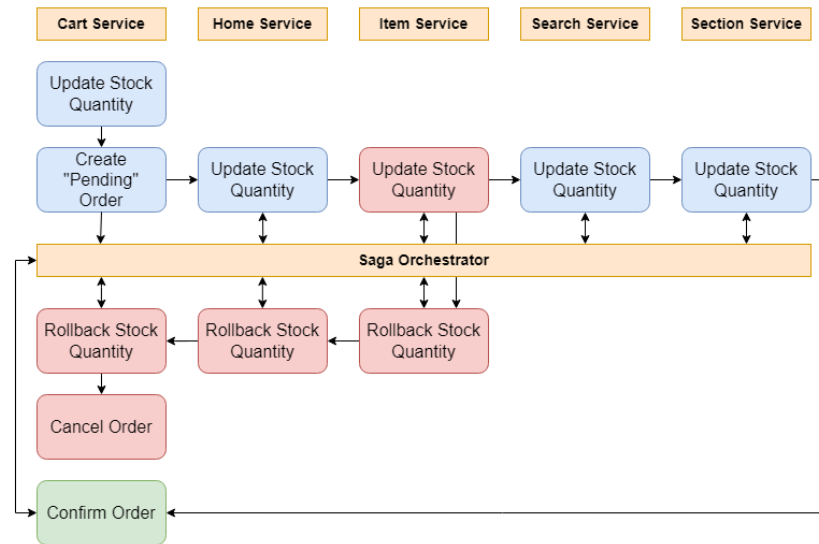 Cart Service
Home Service
Item Service
Search Service
Section Service
Update Stock
Quantity
Create
"Pending"
Order
Update Stock
Quantity
Update Stock
Quantity
Update Stock
Quantity
Update Stock
Quantity
Saga Orchestrator
Rollback Stock
Quantity
Rollback Stock
Quantity
Rollback Stock
Quantity
Cancel Order
Confirm Order